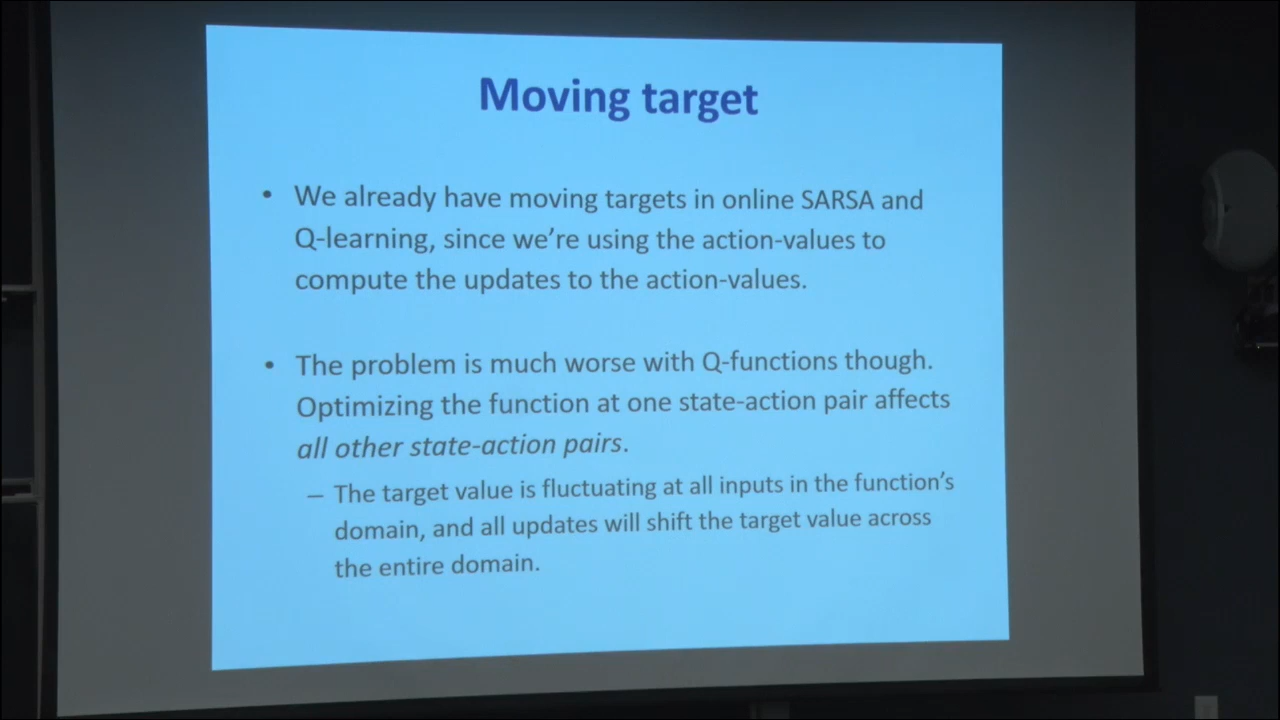 Moving target
• We already have moving targets in online SARSA and
Q-learning, since we’re using the action-values to
compute the updates to the action-values.
• The problem is much worse with Q-functions though.
Optimizing the function at one state-action pair affects
all other state-action pairs.
– The target value is fluctuating at all inputs in the function’s
domain, and all updates will shift the target value across
the entire domain.